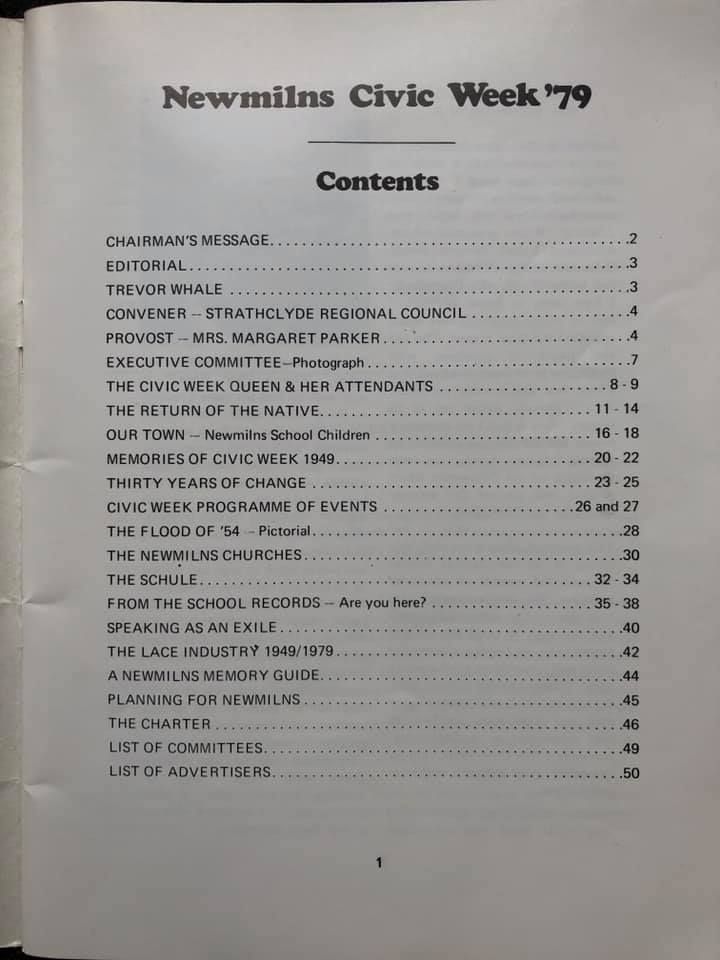 Newmilns Civic Week '79
Contents
CHAIRMAN'S MESSAGE............................................2
EDITORIAL......................................................3
TREVOR WHALE .................................................3
CONVENER – STRATHCLYDE REGIONAL COUNCIL ....................4
PROVOST – MRS. MARGARET PARKER...............................4
EXECUTIVE COMMITTEE–Photograph................................7
THE CIVIC WEEK QUEEN & HER ATTENDANTS .................... 8 - 9
THE RETURN OF THE NATIVE................................. 11 - 14
OUR TOWN – Newmilns School Children ........................... 16 - 18
MEMORIES OF CIVIC WEEK 1949............................... 20 - 22
THIRTY YEARS OF CHANGE .................................. 23 - 25
CIVIC WEEK PROGRAMME OF EVENTS ........................26 and 27
THE FLOOD OF '54 – Pictorial......................................28
THE NEWMILNS CHURCHES.......................................30
THE SCHULE................................................ 32 - 34
FROM THE SCHOOL RECORDS – Are you here? .................... 35 - 38
SPEAKING AS AN EXILE..........................................40
THE LACE INDUSTRY 1949/1979...................................42
A NEWMILNS MEMORY GUIDE.....................................44
PLANNING FOR NEWMILNS.......................................45
THE CHARTER ..................................................46
LIST OF COMMITTEES............................................49
LIST OF ADVERTISERS...........................................50
1